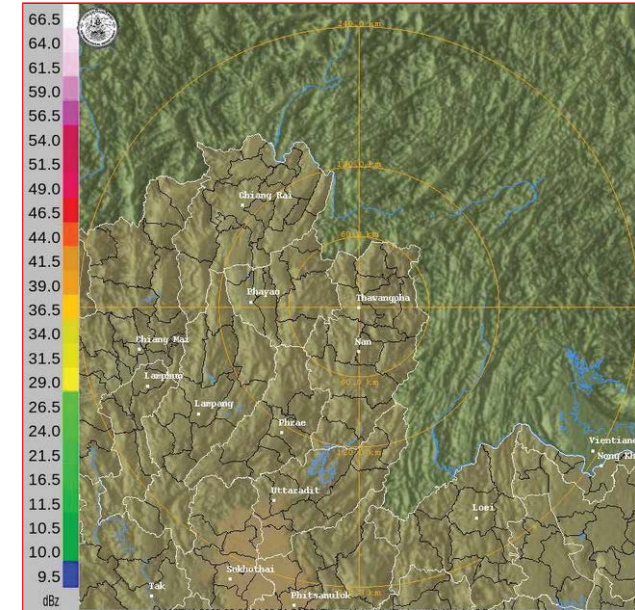 66.5
64.0
61.5
59.0
56.5
54.0
51.5
49.0
46.5
44.0
41.5
39.0
36.5
34.0
31.5
29.0
26.5
24.0
21.5
16.5
11.5
10.5
10.0
9.5
dBz
Chiang Rai
Phayao
Thavangpha
Chiang Mai
Nan
Lamphun
Lampang
Phrae
Vientiane
Nong Kh
Uttaradit
Loei
Sukhothai
Tak
Phitsanulok